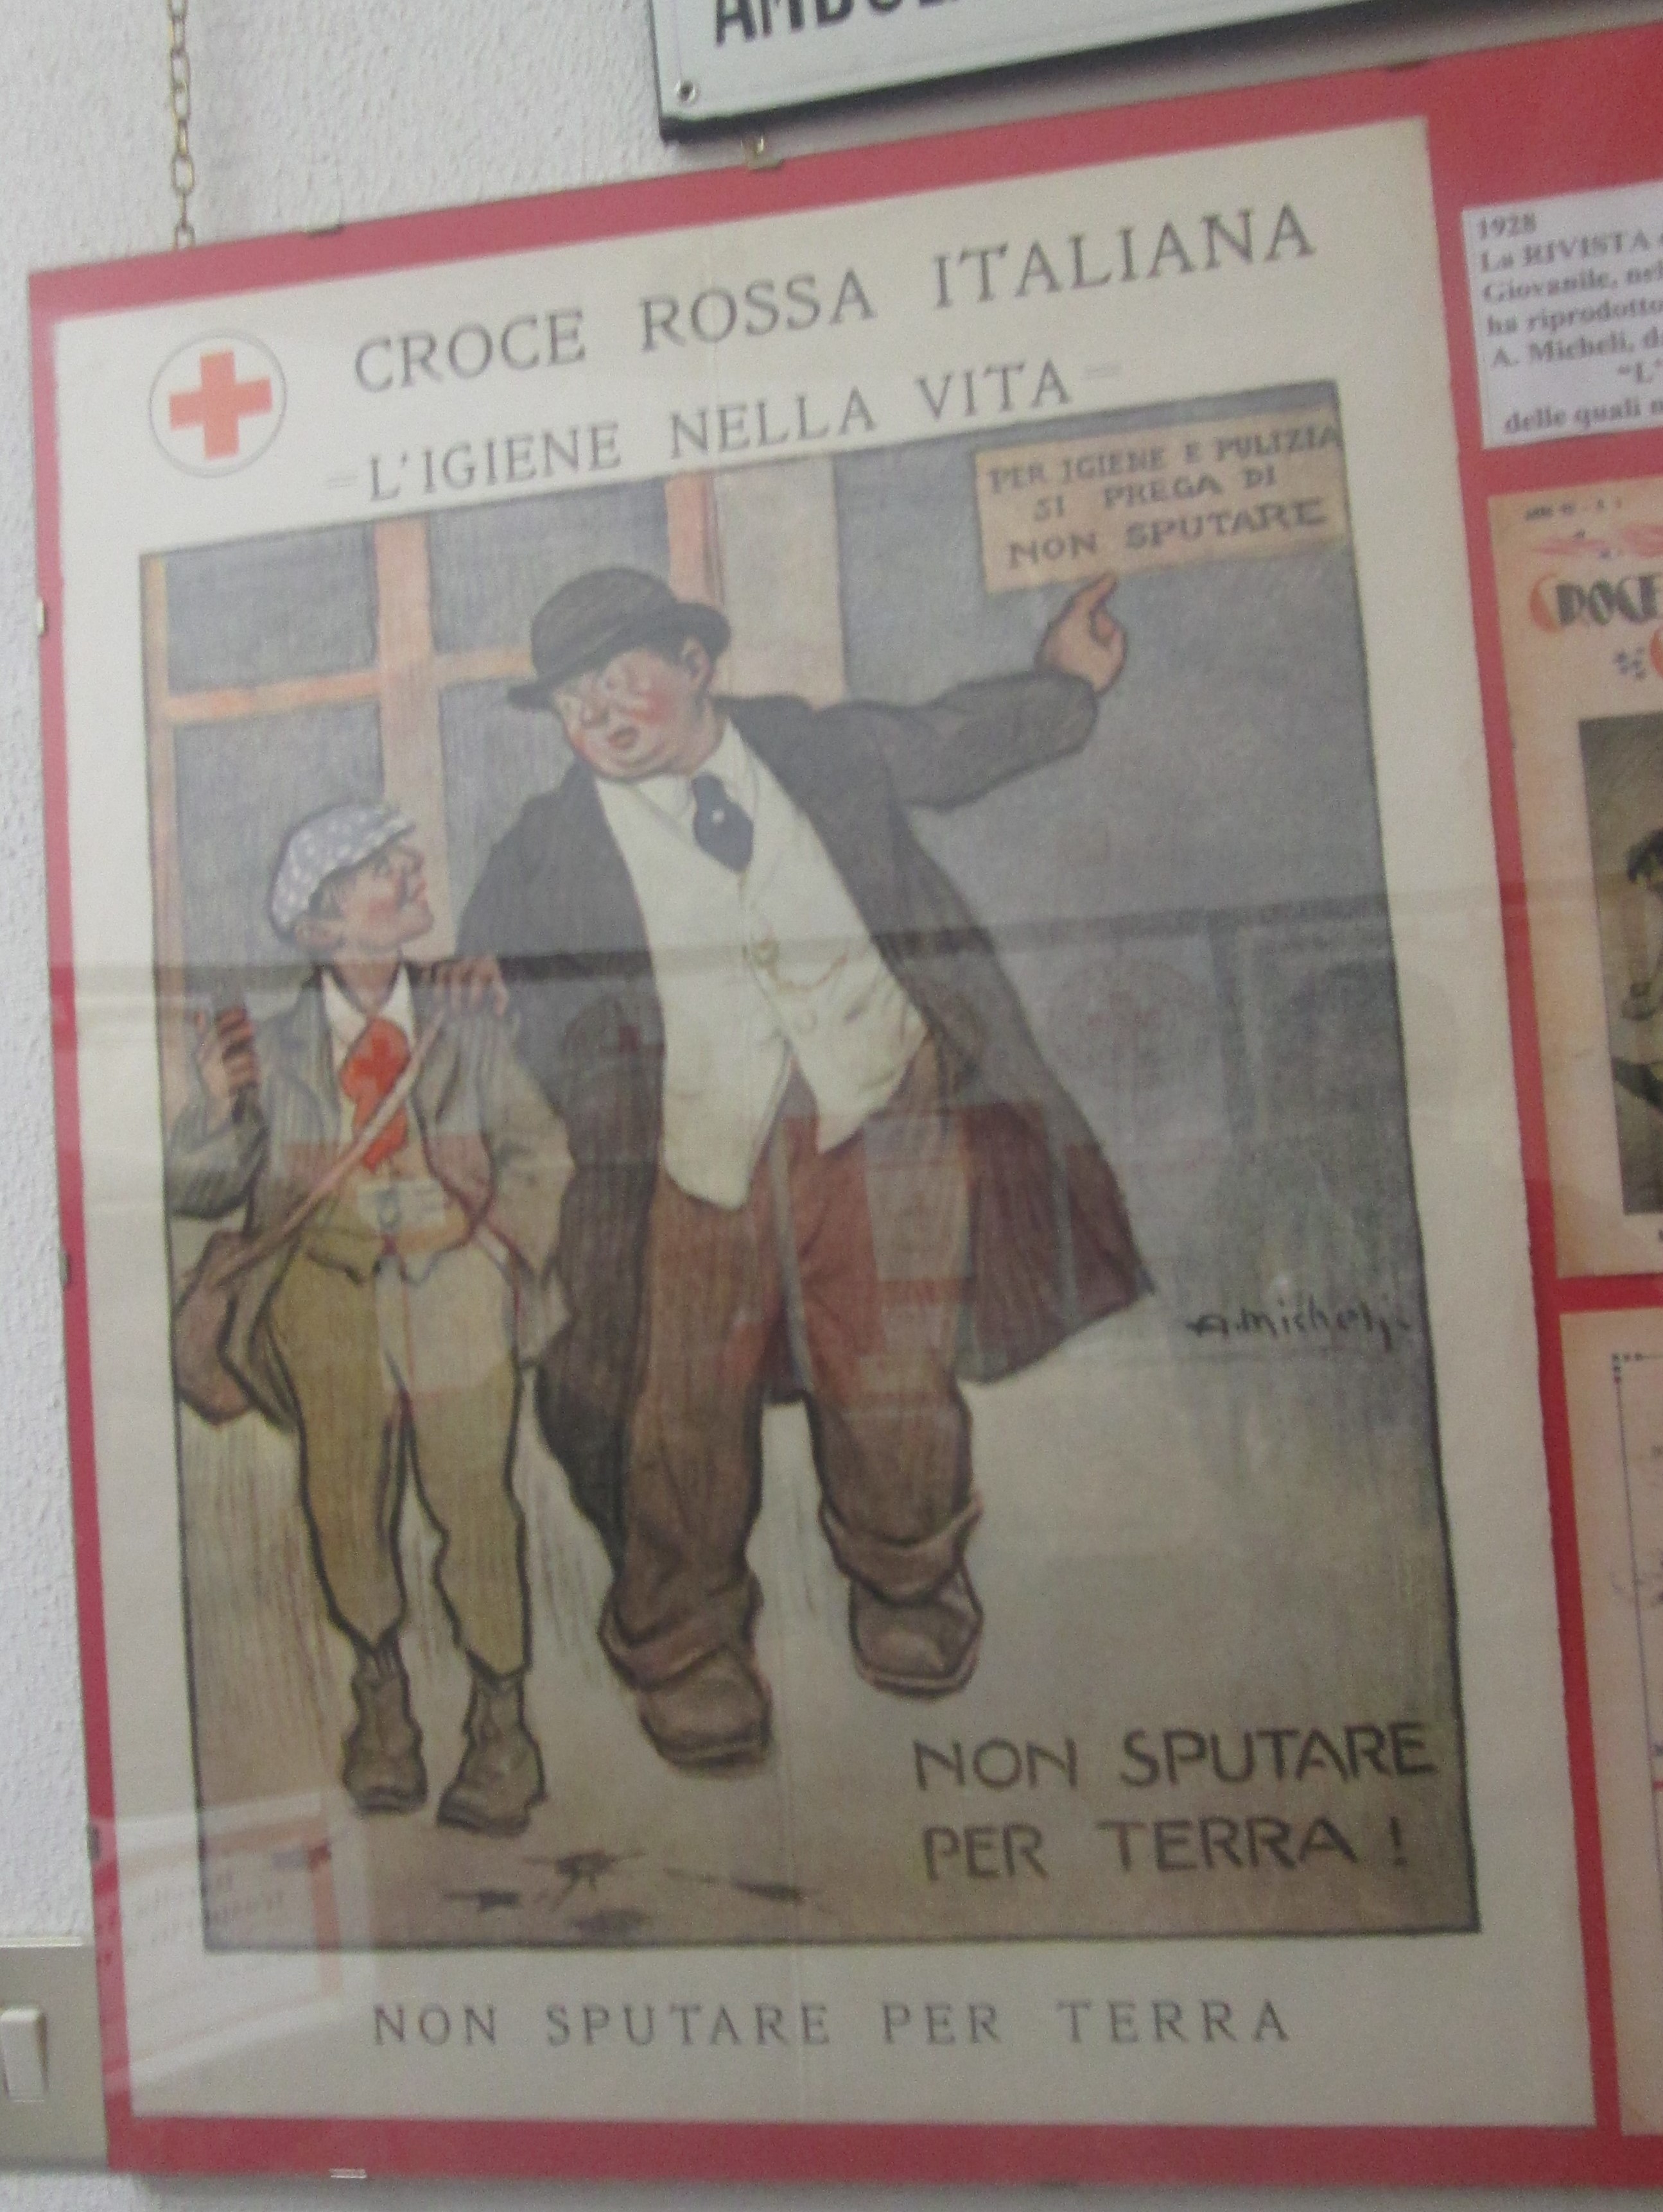 CROCE ROSSA ITALIANA
=L'IGIENE NELLA VITA=
PER IGIENE E PULIZIA
SI PREGA DI
NON SPUTARE
A. Micheli
NON SPUTARE
PER TERRA !
NON SPUTARE PER TERRA
1928
La RIVISTA
Giovanile,
ha riprodotto
A. Micheli,
"L'
delle quali